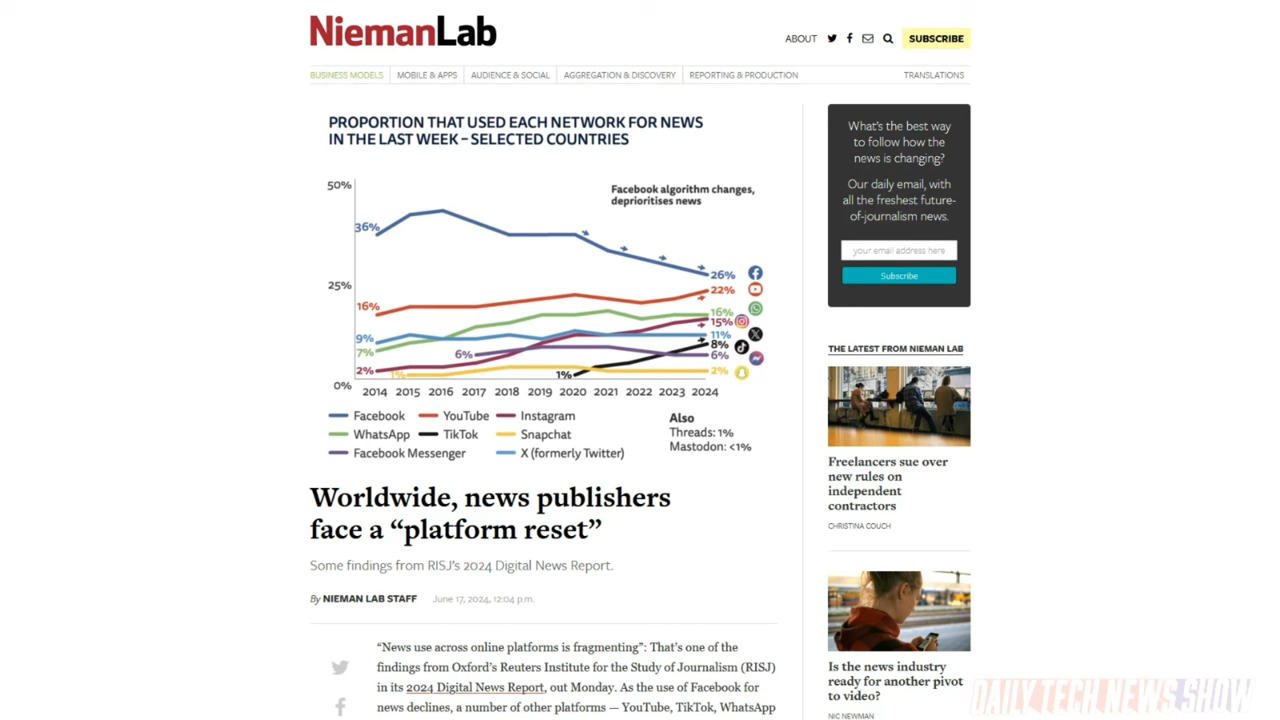 NiemanLab
ABOUT
SUBSCRIBE
BUSINESS MODELS
MOBILE & APPS
AUDIENCE & SOCIAL
AGGREGATION & DISCOVERY
REPORTING & PRODUCTION
TRANSLATIONS
PROPORTION THAT USED EACH NETWORK FOR NEWS
IN THE LAST WEEK – SELECTED COUNTRIES
50%
25%
0%
Facebook algorithm changes,
deprioritises news
36%
16%
9%
7%
2%
1%
6%
1%
26%
22%
16%
15%
11%
8%
6%
2%
2014 2015 2016 2017 2018 2019 2020 2021 2022 2023 2024
Facebook YouTube Instagram
WhatsApp TikTok Snapchat
Facebook Messenger X (formerly Twitter)
Also
Threads: 1%
Mastodon: <1%
Worldwide, news publishers
face a “platform reset”
Some findings from RISJ’s 2024 Digital News Report.
By NIEMAN LAB STAFF June 17, 2024, 12:04 p.m.
“News use across online platforms is fragmenting”: That’s one of the
findings from Oxford’s Reuters Institute for the Study of Journalism (RISJ)
in its 2024 Digital News Report, out Monday. As the use of Facebook for
news declines, a number of other platforms — YouTube, TikTok, WhatsApp
What’s the best way
to follow how the
news is changing?
Our daily email, with
all the freshest future-
of-journalism news.
your email address here
Subscribe
THE LATEST FROM NIEMAN LAB
Freelancers sue over
new rules on
independent
contractors
CHRISTINA COUCH
Is the news industry
ready for another pivot
to video?
NIC NEWMAN
DAILY TECH NEWS SHOW